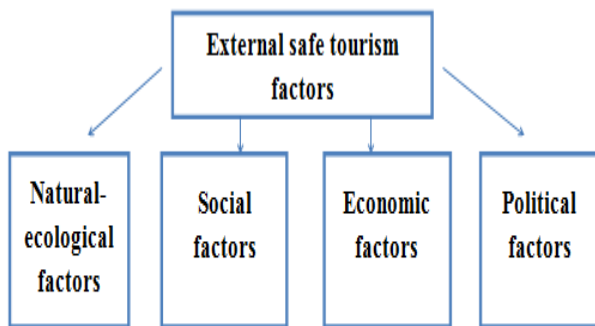 External safe tourism
factors
Natural-
ecological
factors
Social
factors
Economic
factors
Political
factors